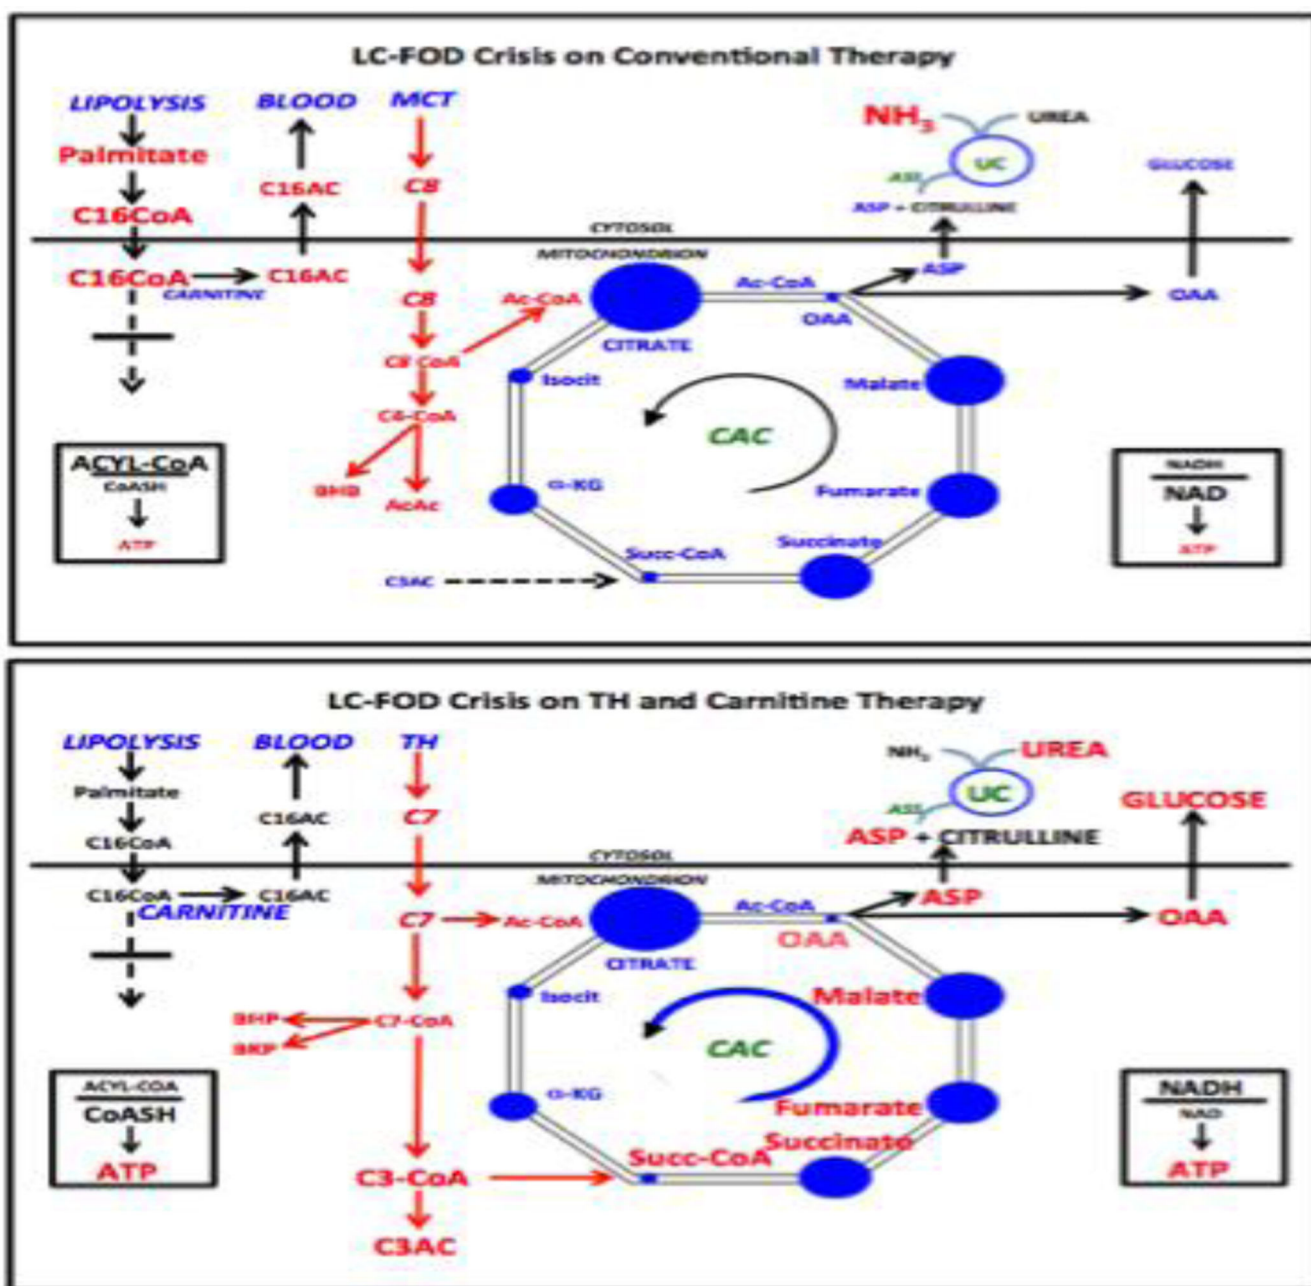 LC-FOD Crisis on Conventional Therapy
LIPOLYSIS BLOOD MCT
NH3 UREA
Palmitate
UC
GLUCOSE
C16AC C8
ASS
C16CoA
ASP + CITRULLINE
CYTOSOL
MITOCHONDRION
C16CoA C16AC
CARNITINE
C8 Ac-CoA
Ac-CoA
ASP
OAA
OAA
CITRATE
C8 CoA
Isocit
Malate
C4-CoA
CAC
ACYL-CoA
CoASH
ATP
BHB
AcAc
α-KG
Fumarate
NADH
NAD
ATP
Succ-CoA
Succinate
C5AC
LC-FOD Crisis on TH and Carnitine Therapy
LIPOLYSIS BLOOD TH
NH3 UREA
Palmitate
UC
GLUCOSE
C16AC C7
ASS
C16CoA
ASP + CITRULLINE
CYTOSOL
MITOCHONDRION
C16CoA C16AC
CARNITINE
C7 Ac-CoA
Ac-CoA
ASP
OAA
OAA
CITRATE
Isocit
Malate
BHP
C7-CoA
BKP
CAC
ACYL-COA
CoASH
ATP
α-KG
Fumarate
NADH
NAD
ATP
Succinate
Succ-CoA
C3-CoA
C3AC